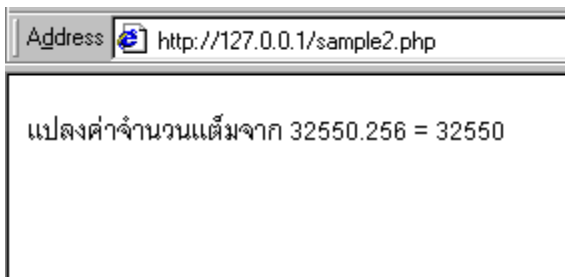 Address http://127.0.0.1/sample2.php
แปลงค่าจำนวนแต็มจาก 32550.256 = 32550